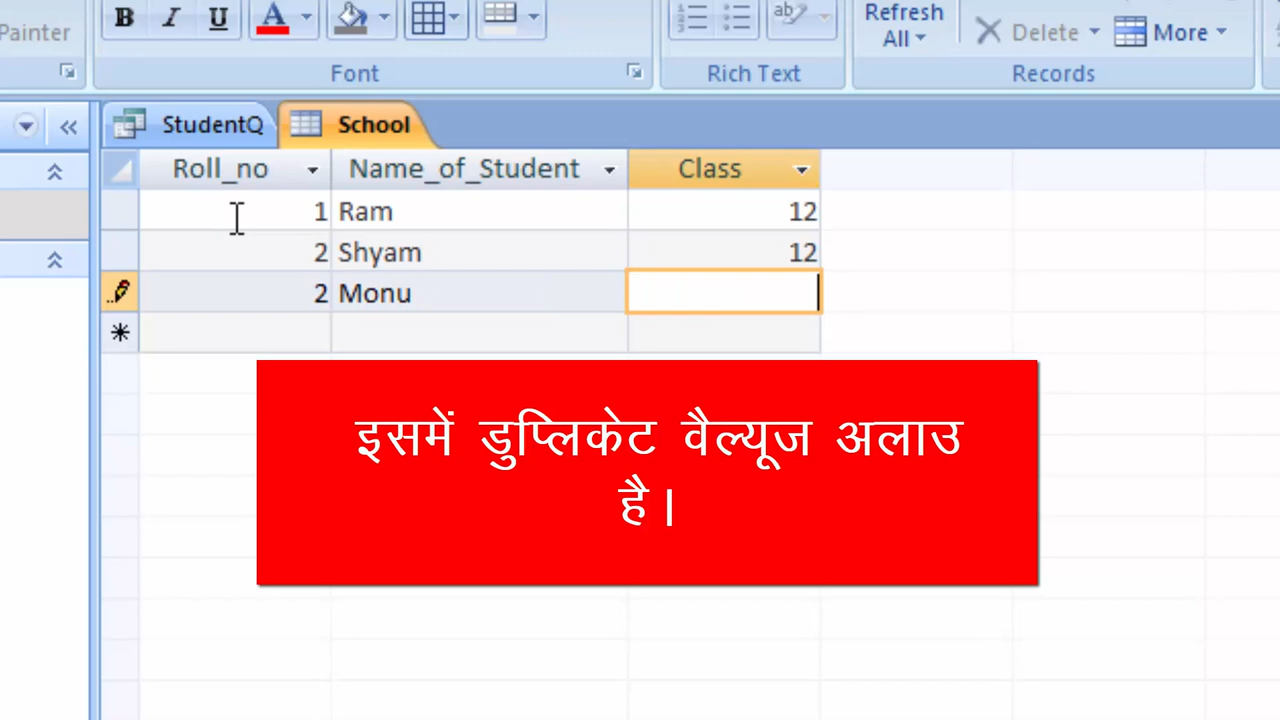 B I U A ab
Refresh
Painter All Delete More
Font Rich Text Records
StudentQ School
Roll_no Name_of_Student Class
1 Ram 12
2 Shyam 12
2 Monu
इसमें डुप्लिकेट वैल्यूज अलाउ
है।